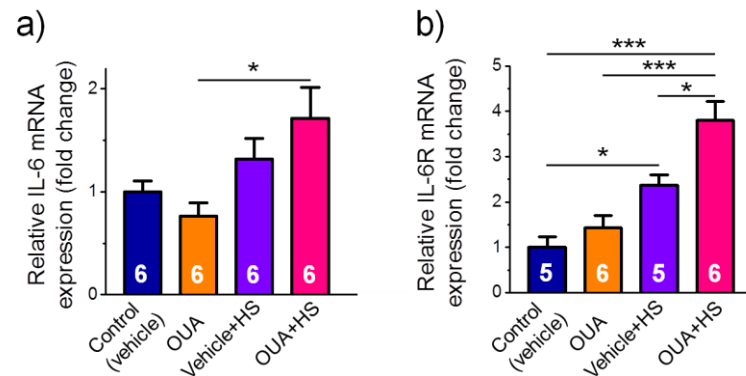 a)
Relative IL-6 mRNA
expression (fold change)
2
1
0
*
6
6
6
6
Control
(vehicle)
OUA
Vehicle+HS
OUA+HS
b)
Relative IL-6R mRNA
expression (fold change)
5
4
3
2
1
0
***
***
*
*
5
6
5
6
Control
(vehicle)
OUA
Vehicle+HS
OUA+HS